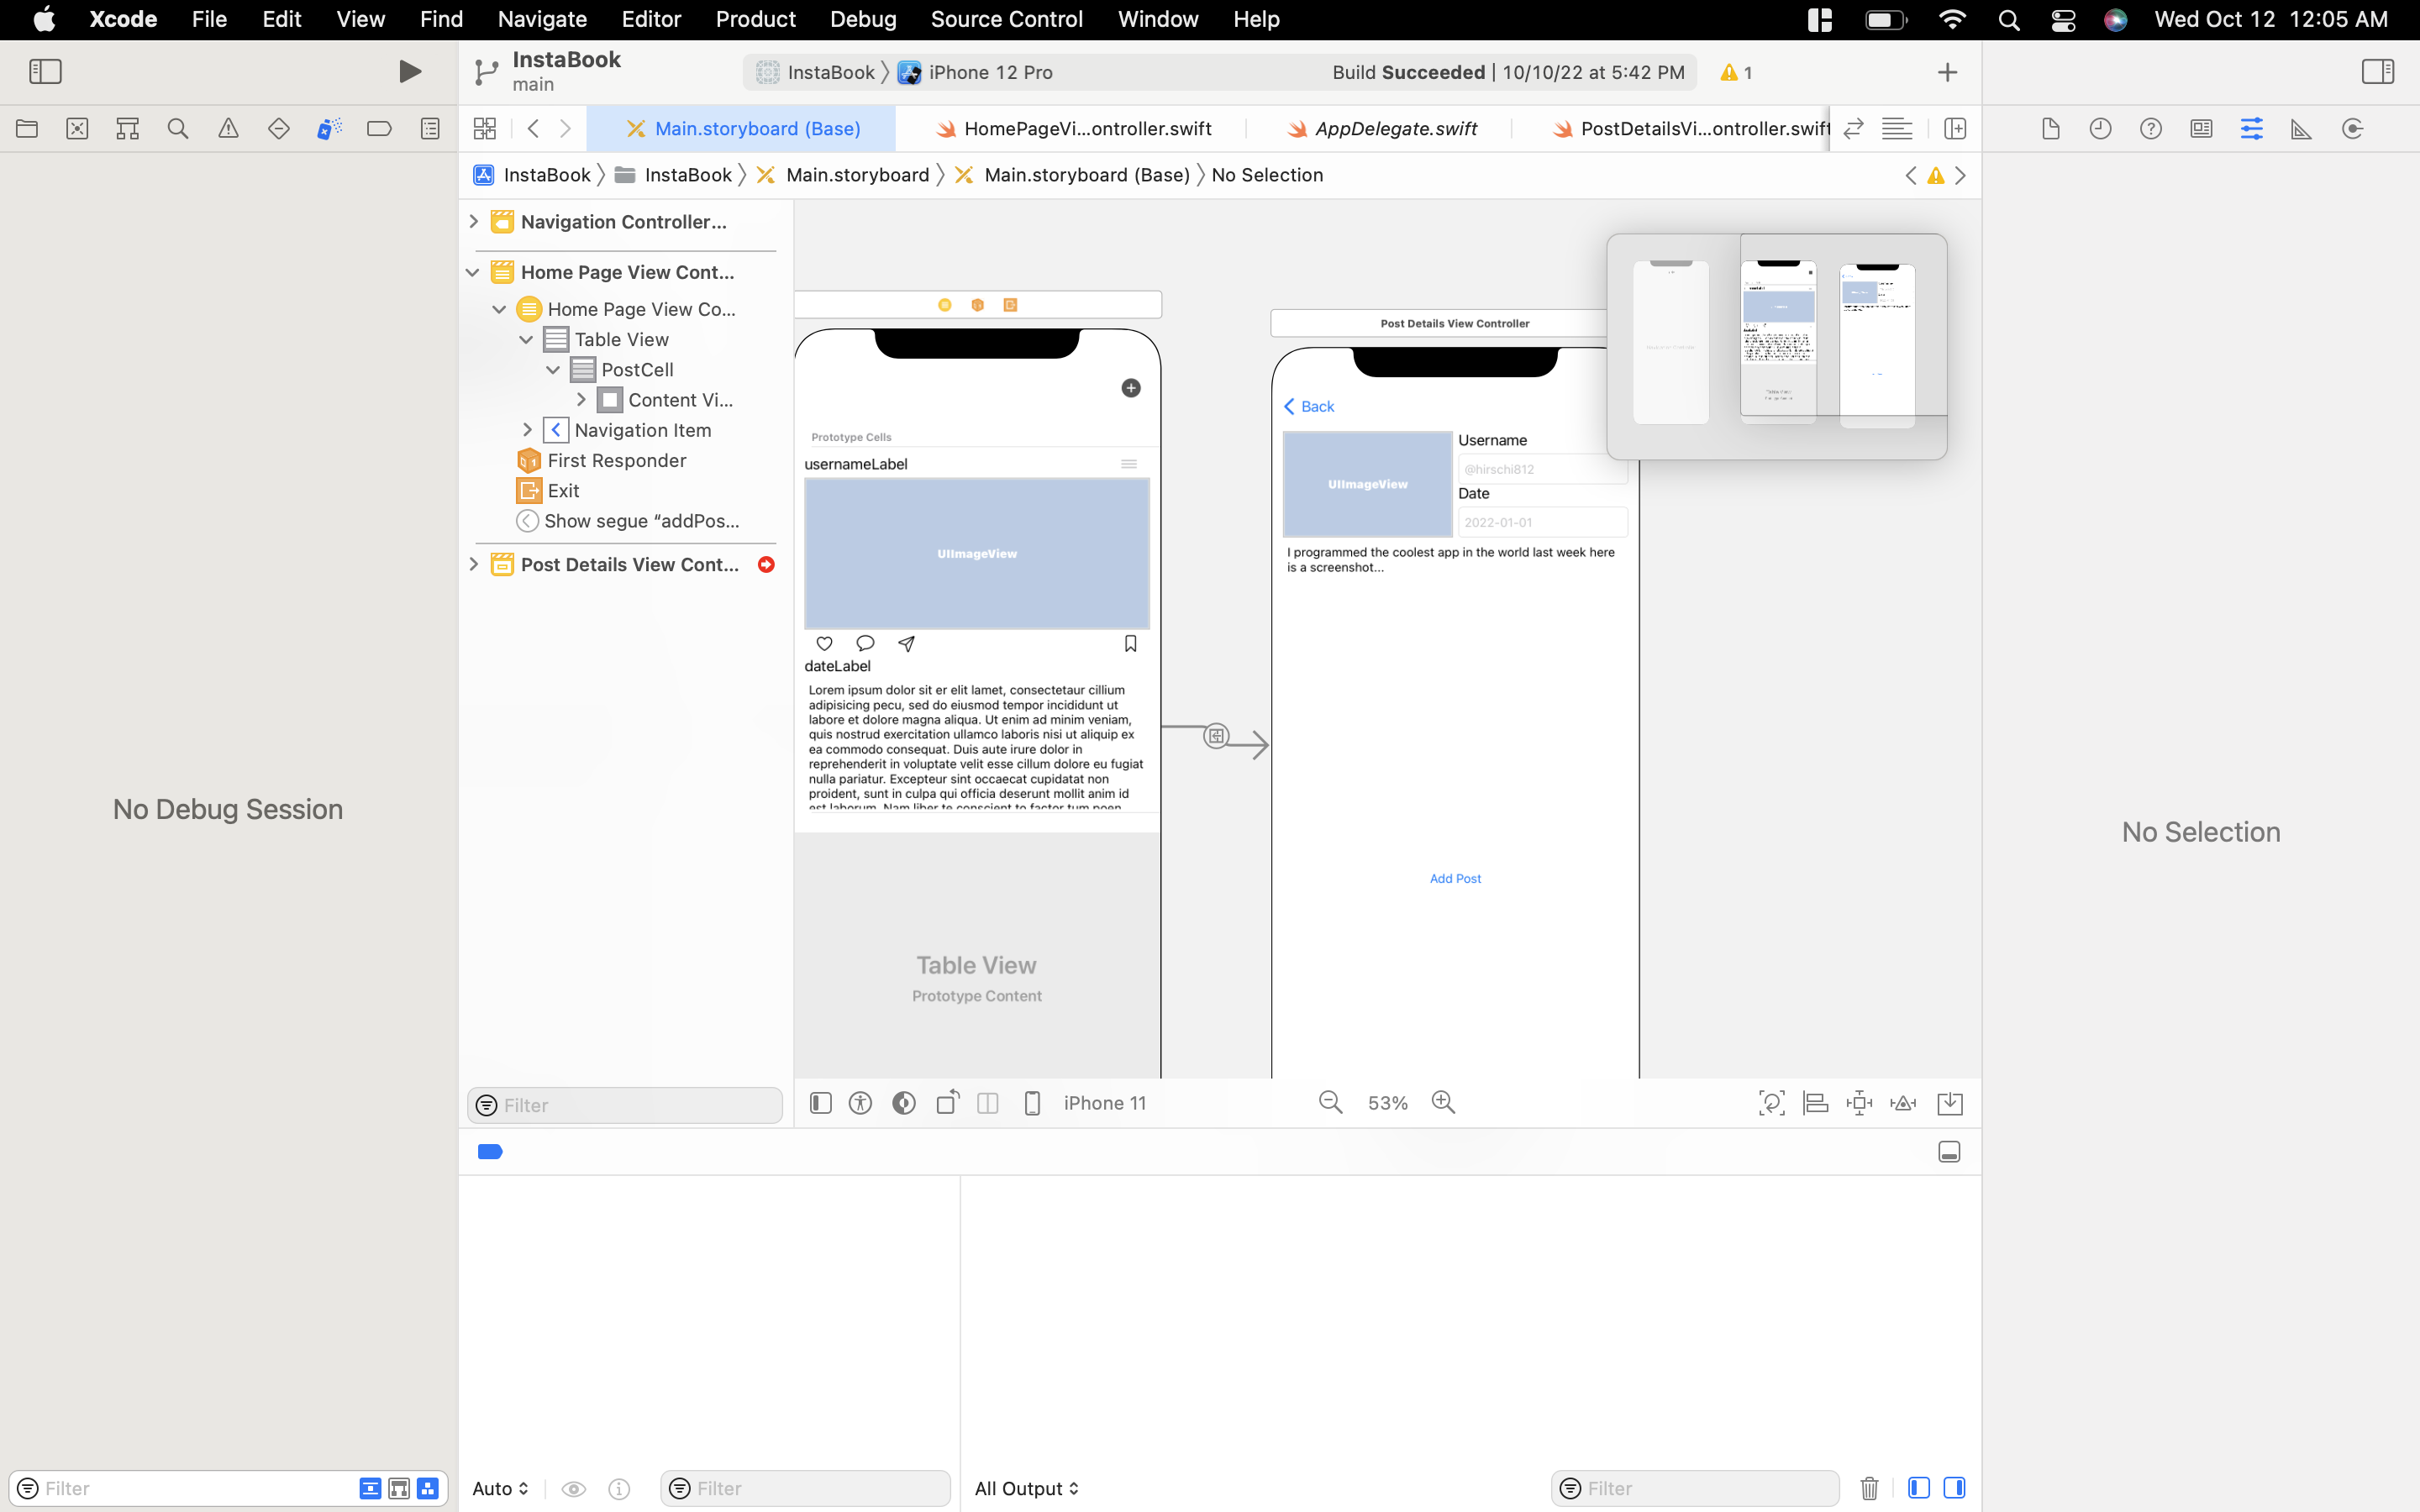 Xcode File Edit View Find Navigate Editor Product Debug Source Control Window Help Wed Oct 12 12:05 AM
InstaBook
main
InstaBook iPhone 12 Pro
Build Succeeded | 10/10/22 at 5:42 PM
1
Main.storyboard (Base)
HomePageVi...ontroller.swift
AppDelegate.swift
PostDetailsVi...ontroller.swift
InstaBook InstaBook Main.storyboard Main.storyboard (Base) No Selection
Navigation Controller...
Home Page View Cont...
Home Page View Co...
Table View
PostCell
Content Vi...
Navigation Item
First Responder
Exit
Show segue “addPos...
Post Details View Cont...
Filter
No Debug Session
Prototype Cells
usernameLabel
UIImageView
dateLabel
Lorem ipsum dolor sit er elit lamet, consectetaur cillium
adipisicing pecu, sed do eiusmod tempor incididunt ut
labore et dolore magna aliqua. Ut enim ad minim veniam,
quis nostrud exercitation ullamco laboris nisi ut aliquip ex
ea commodo consequat. Duis aute irure dolor in
reprehenderit in voluptate velit esse cillum dolore eu fugiat
nulla pariatur. Excepteur sint occaecat cupidatat non
proident, sunt in culpa qui officia deserunt mollit anim id
est laborum. Nam liber te conscient to factor tum poen
Table View
Prototype Content
Post Details View Controller
Back
UIImageView
Username
@hirschi812
Date
2022-01-01
I programmed the coolest app in the world last week here
is a screenshot...
Add Post
No Selection
iPhone 11
53%
Filter
Auto
Filter
All Output
Filter